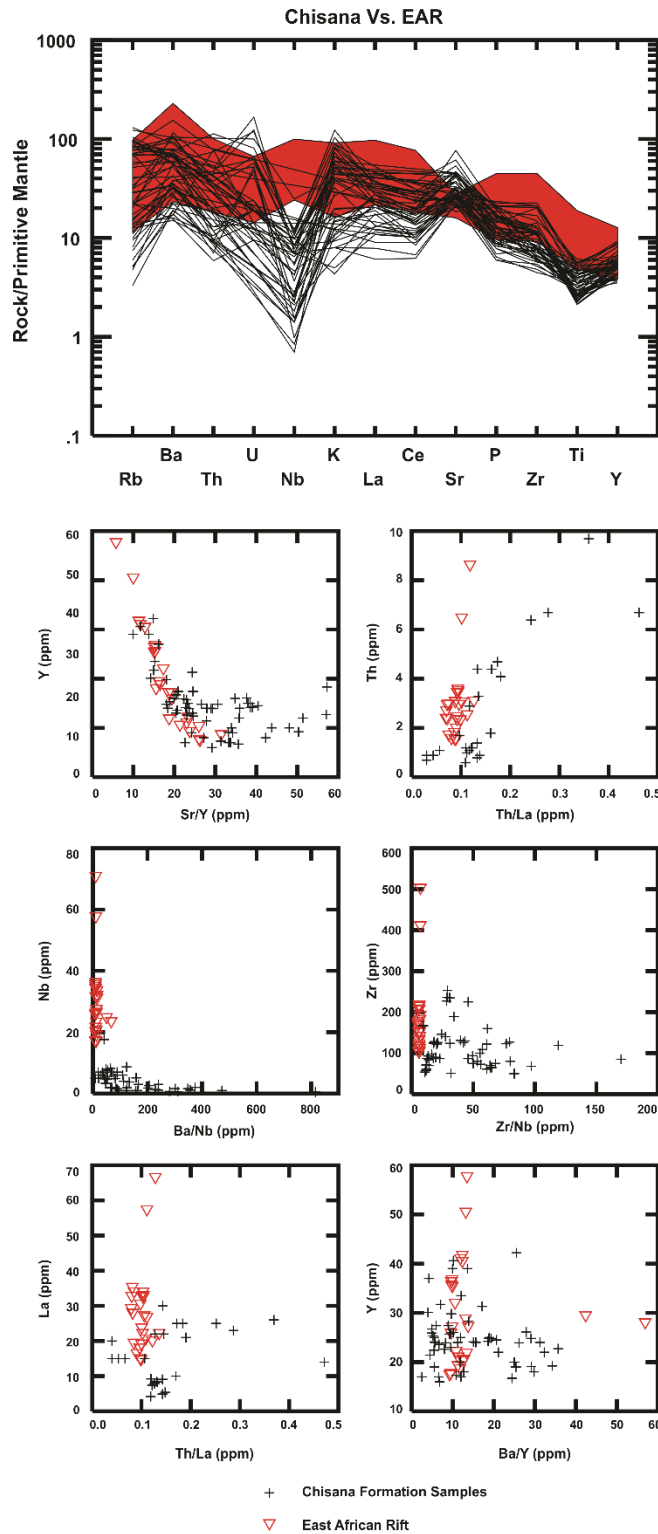 Chisana Vs. EAR
1000
100
10
1
.1
Rock/Primitive Mantle
Ba U K Ce P Ti
Rb Th Nb La Sr Zr Y
60
50
40
30
20
10
0
Y (ppm)
0 10 20 30 40 50 60
Sr/Y (ppm)
10
8
6
4
2
0
Th (ppm)
0 0.1 0.2 0.3 0.4 0.5
Th/La (ppm)
80
60
40
20
0
Nb (ppm)
0 200 400 600 800
Ba/Nb (ppm)
600
500
400
300
200
100
0
Zr (ppm)
0 50 100 150 200
Zr/Nb (ppm)
70
60
50
40
30
20
10
0
La (ppm)
0.0 0.1 0.2 0.3 0.4 0.5
Th/La (ppm)
60
50
40
30
20
10
Y (ppm)
0 10 20 30 40 50 60
Ba/Y (ppm)
Chisana Formation Samples
East African Rift